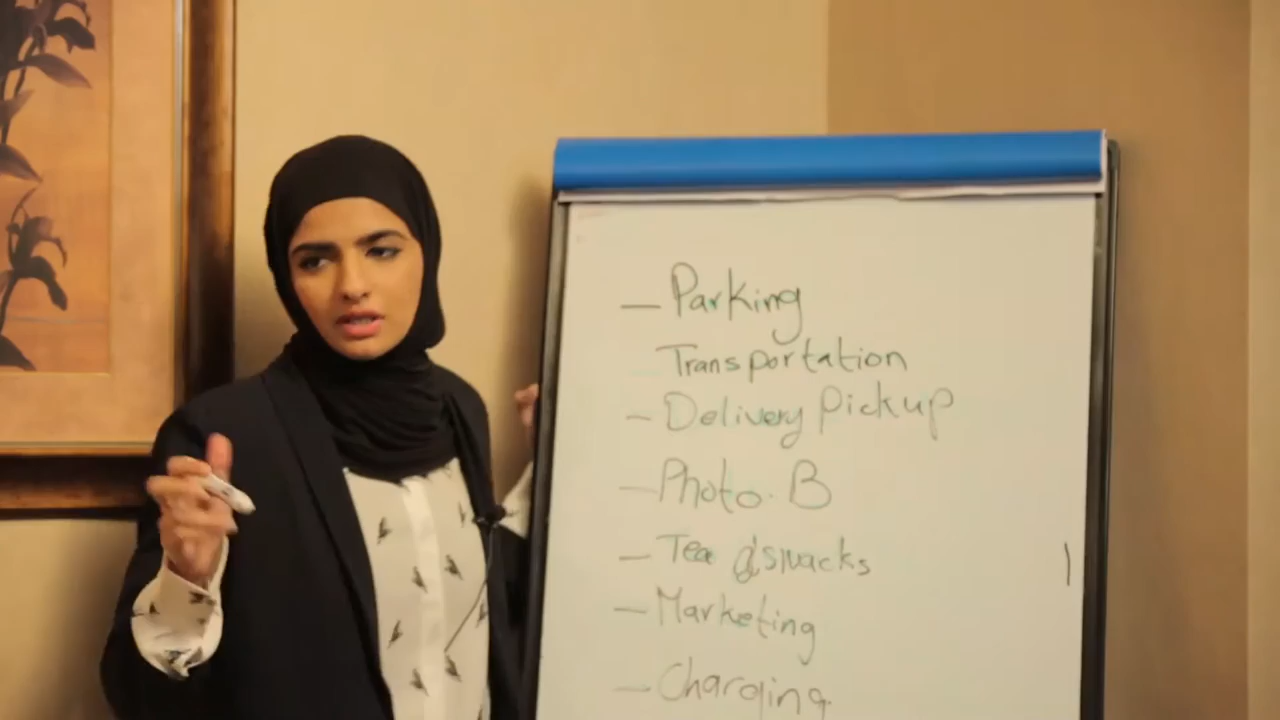 — Parking
Transportation
— Delivery Pickup
— Photo. B
— Tea & snacks
— Marketing
— Charging